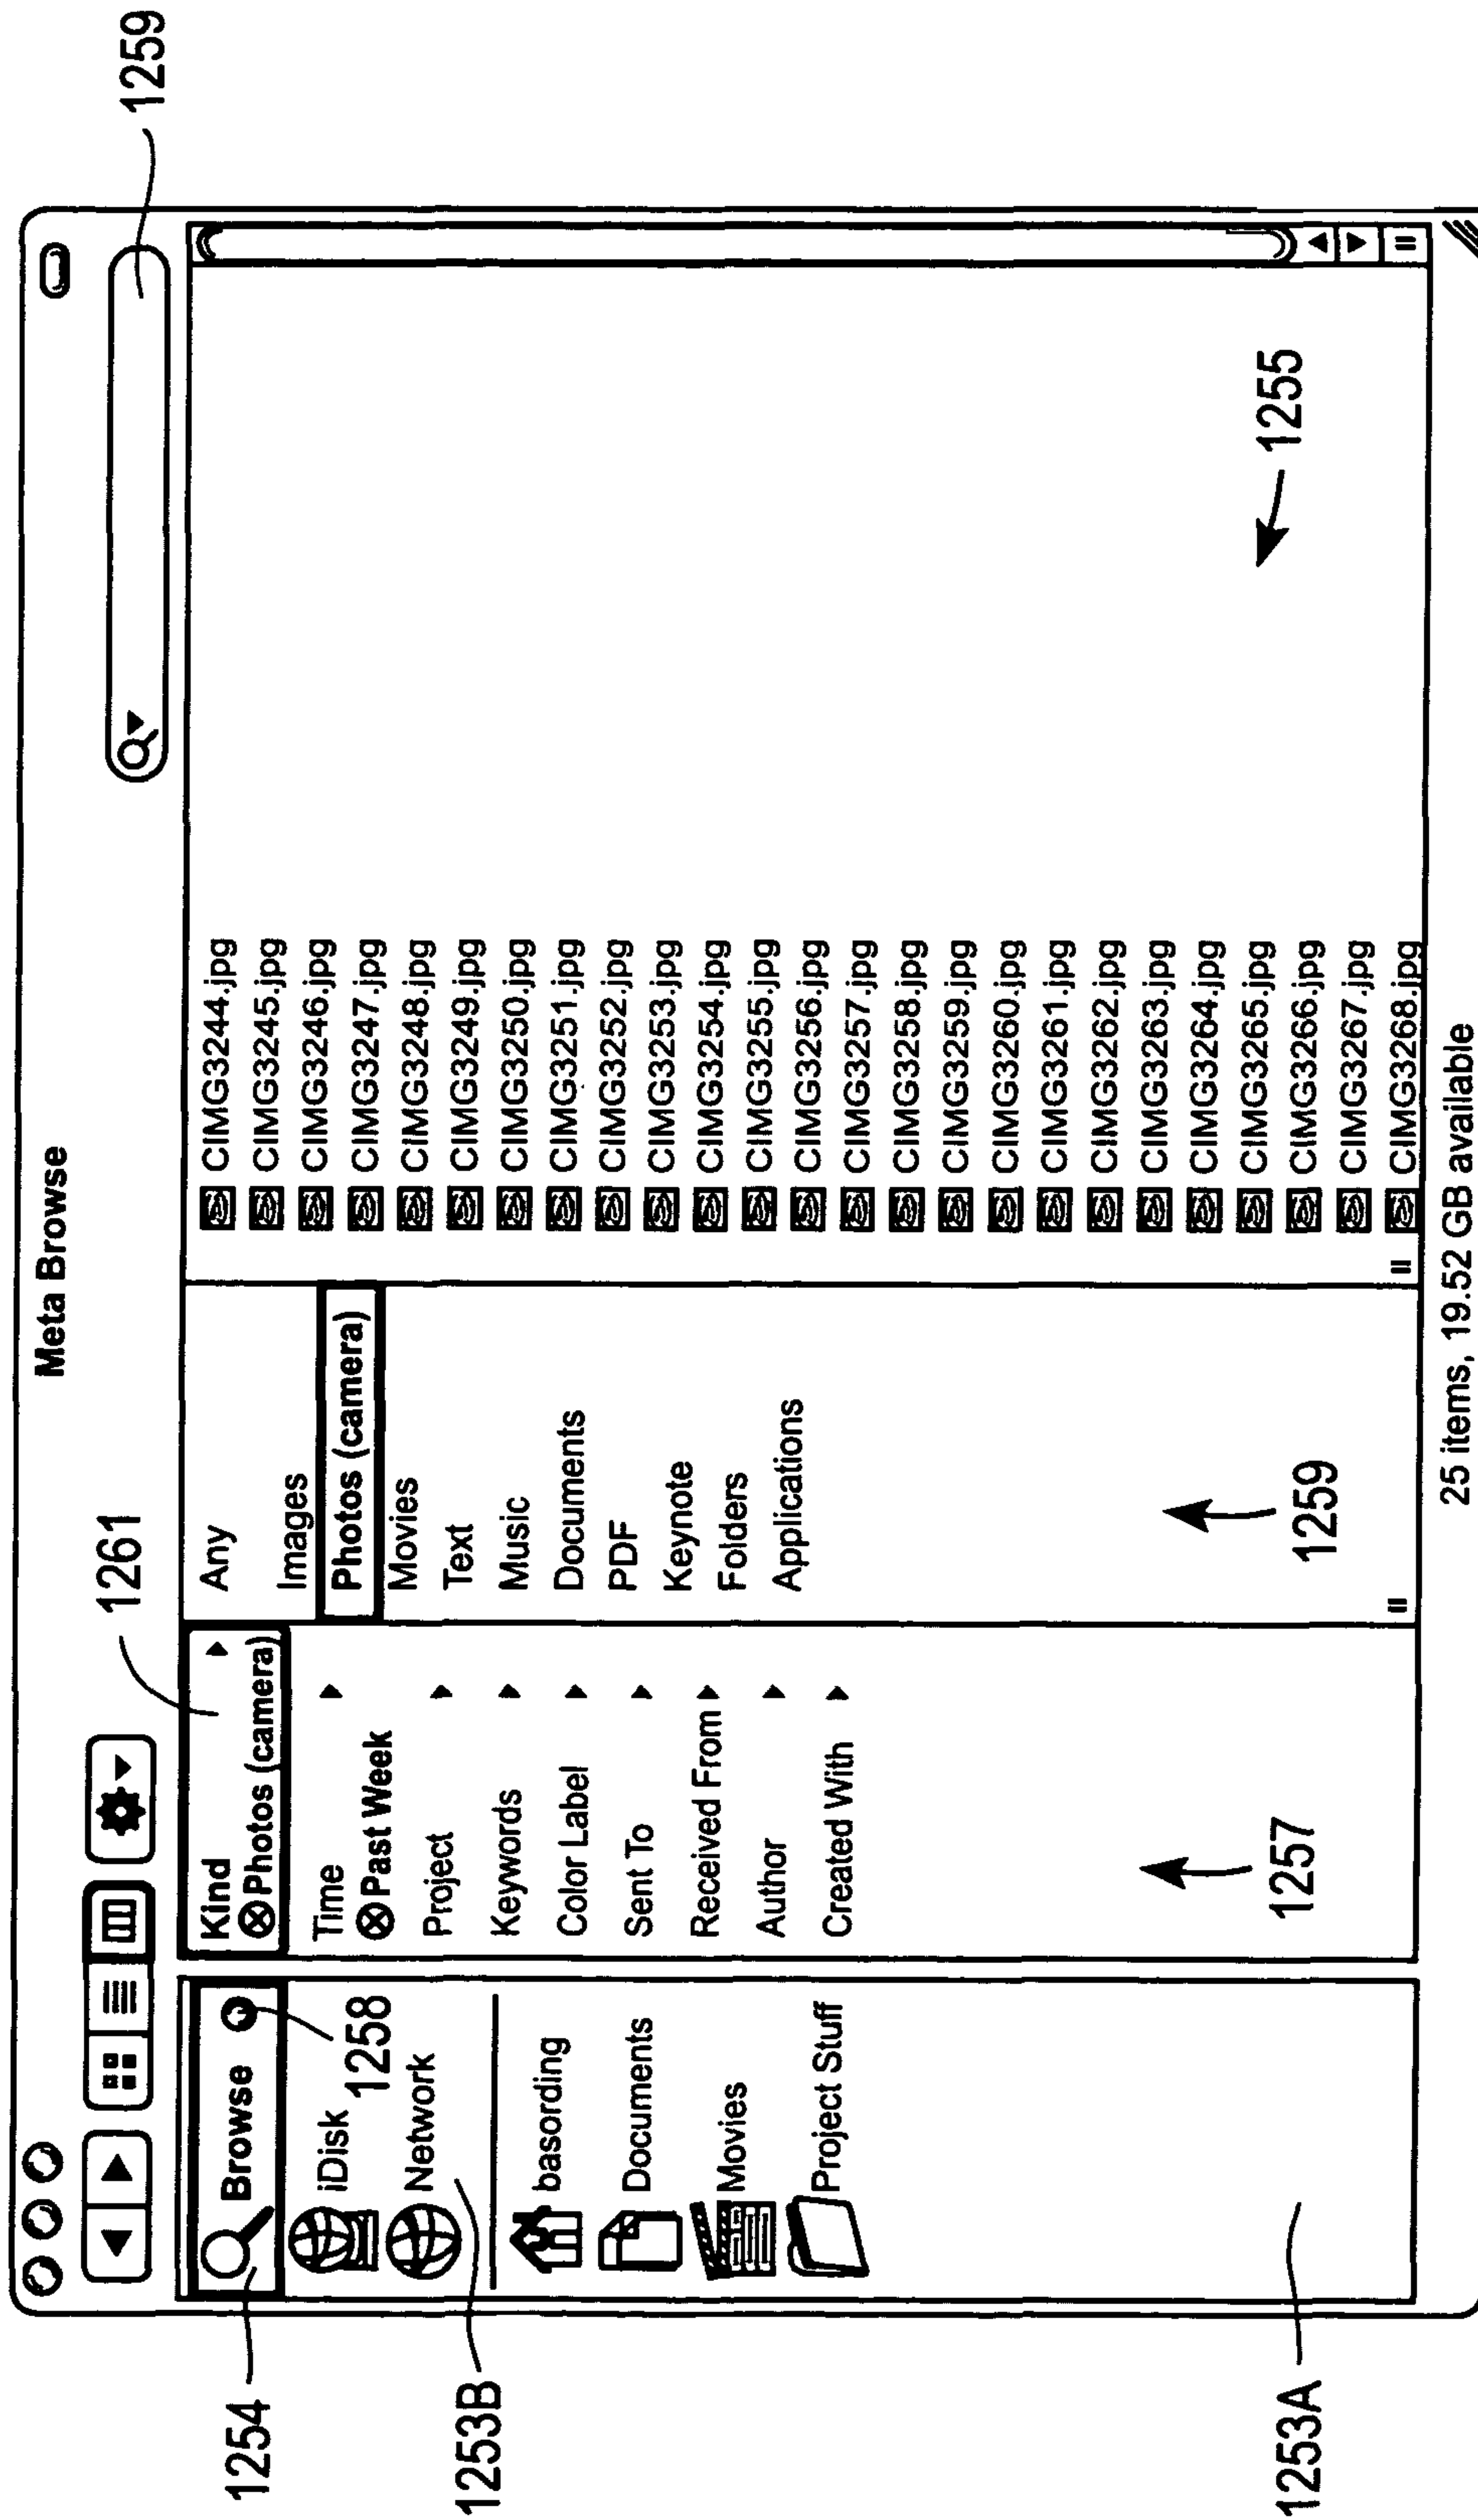 Meta Browse
1259
1261
1254
Browse
1258
iDisk
Network
1253B
basording
Documents
Movies
Project Stuff
1253A
Kind
Photos (camera)
Time
Past Week
Project
Keywords
Color Label
Sent To
Received From
Author
Created With
1257
Any
Images
Photos (camera)
Movies
Text
Music
Documents
PDF
Keynote
Folders
Applications
1259
CIMG3244.jpg
CIMG3245.jpg
CIMG3246.jpg
CIMG3247.jpg
CIMG3248.jpg
CIMG3249.jpg
CIMG3250.jpg
CIMG3251.jpg
CIMG3252.jpg
CIMG3253.jpg
CIMG3254.jpg
CIMG3255.jpg
CIMG3256.jpg
CIMG3257.jpg
CIMG3258.jpg
CIMG3259.jpg
CIMG3260.jpg
CIMG3261.jpg
CIMG3262.jpg
CIMG3263.jpg
CIMG3264.jpg
CIMG3265.jpg
CIMG3266.jpg
CIMG3267.jpg
CIMG3268.jpg
1255
25 items, 19.52 GB available